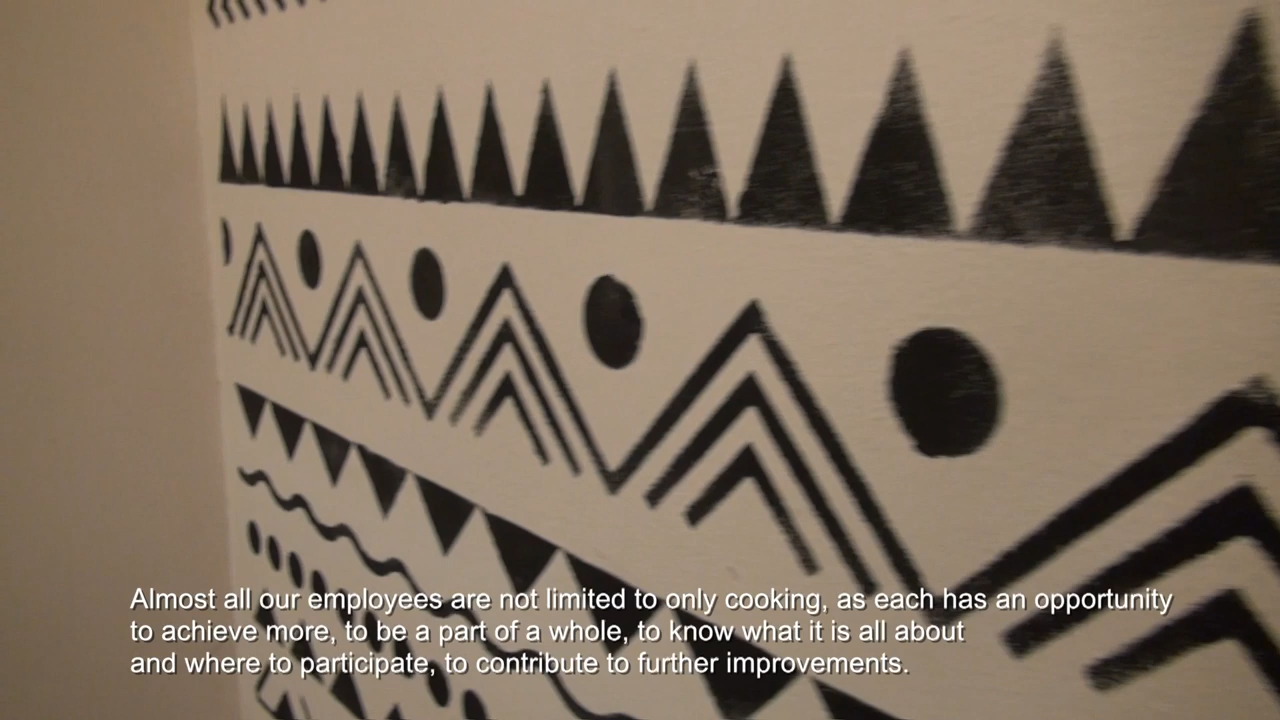 Almost all our employees are not limited to only cooking, as each has an opportunity
to achieve more, to be a part of a whole, to know what it is all about
and where to participate, to contribute to further improvements.